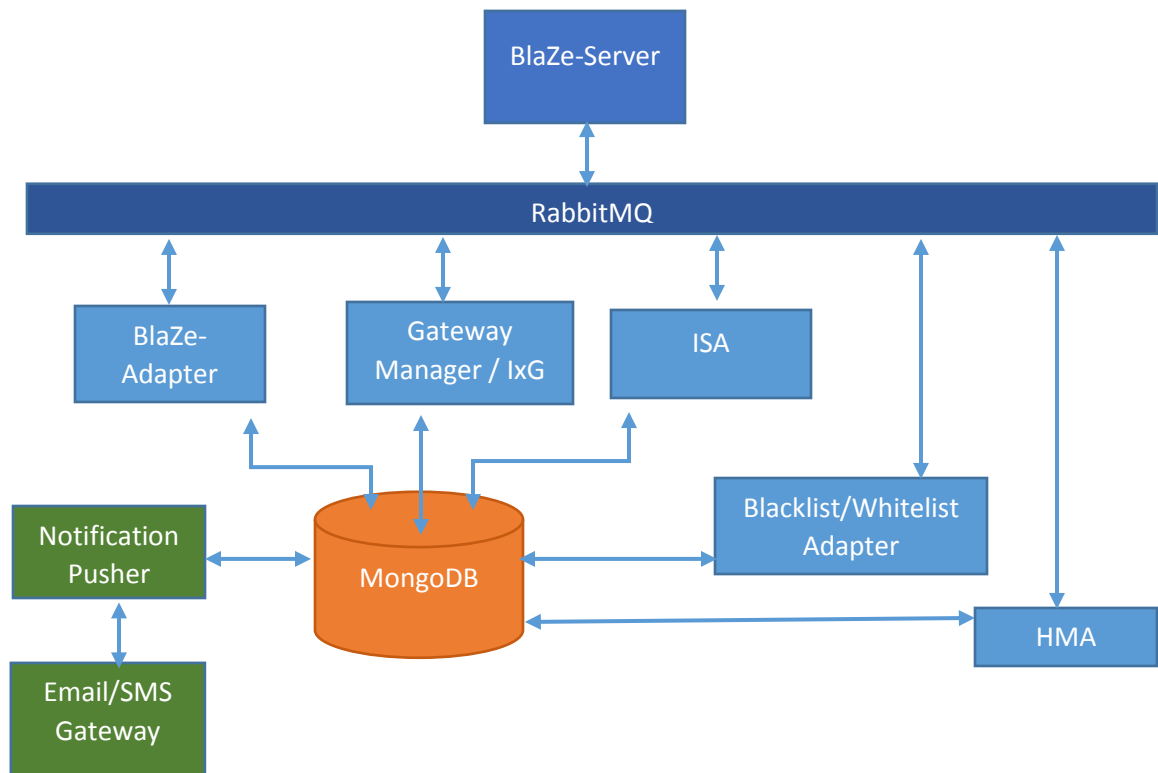 BlaZe-Server
RabbitMQ
BlaZe-
Adapter
Gateway
Manager / IxG
ISA
Blacklist/Whitelist
Adapter
Notification
Pusher
MongoDB
HMA
Email/SMS
Gateway